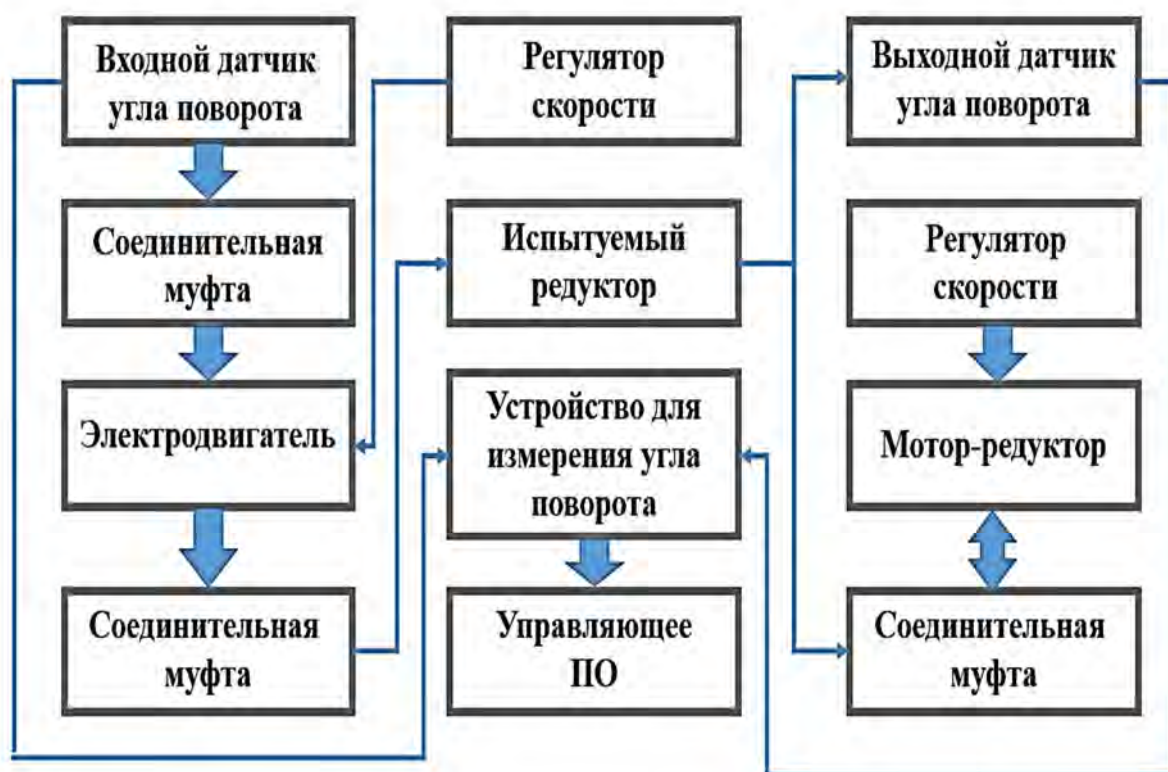 Входной датчик
угла поворота
Соединительная
муфта
Электродвигатель
Соединительная
муфта
Регулятор
скорости
Испытуемый
редуктор
Устройство для
измерения угла
поворота
Управляющее
ПО
Выходной датчик
угла поворота
Регулятор
скорости
Мотор-редуктор
Соединительная
муфта